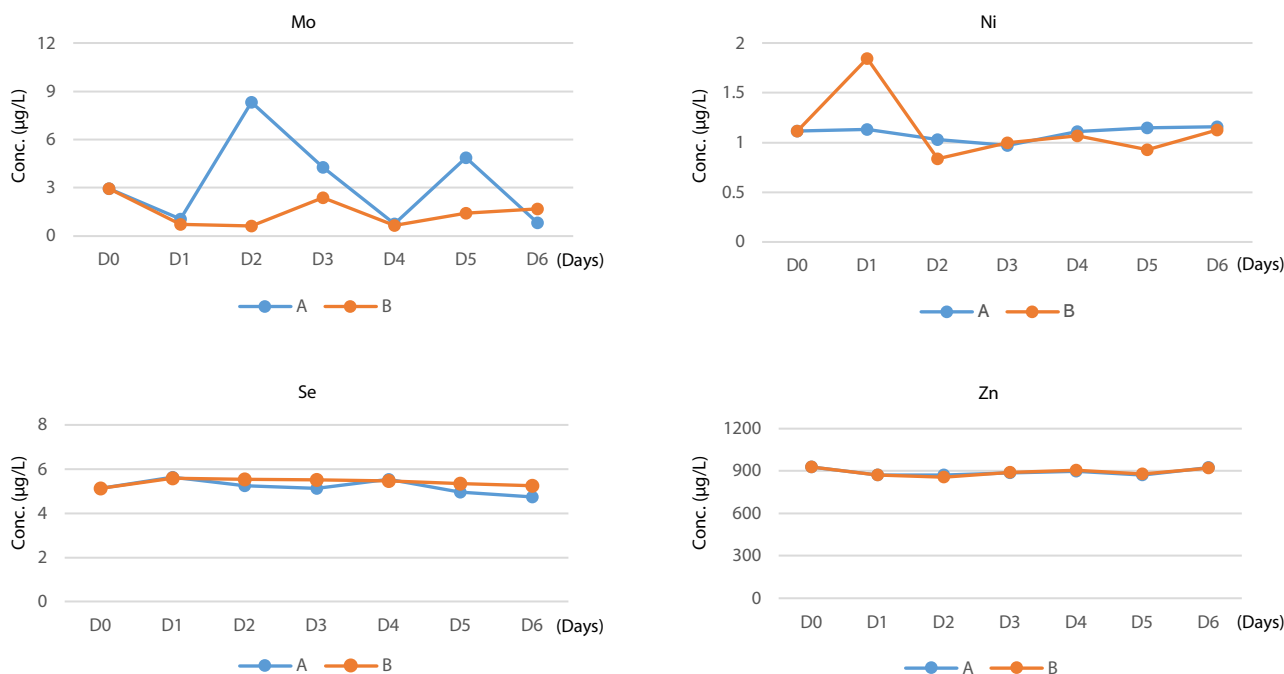 Mo
Conc. (µg/L)
12
9
6
3
0
D0 D1 D2 D3 D4 D5 D6 (Days)
A B
Ni
Conc. (µg/L)
2
1.5
1
0.5
0
D0 D1 D2 D3 D4 D5 D6 (Days)
A B
Se
Conc. (µg/L)
8
6
4
2
0
D0 D1 D2 D3 D4 D5 D6 (Days)
A B
Zn
Conc. (µg/L)
1200
900
600
300
0
D0 D1 D2 D3 D4 D5 D6 (Days)
A B